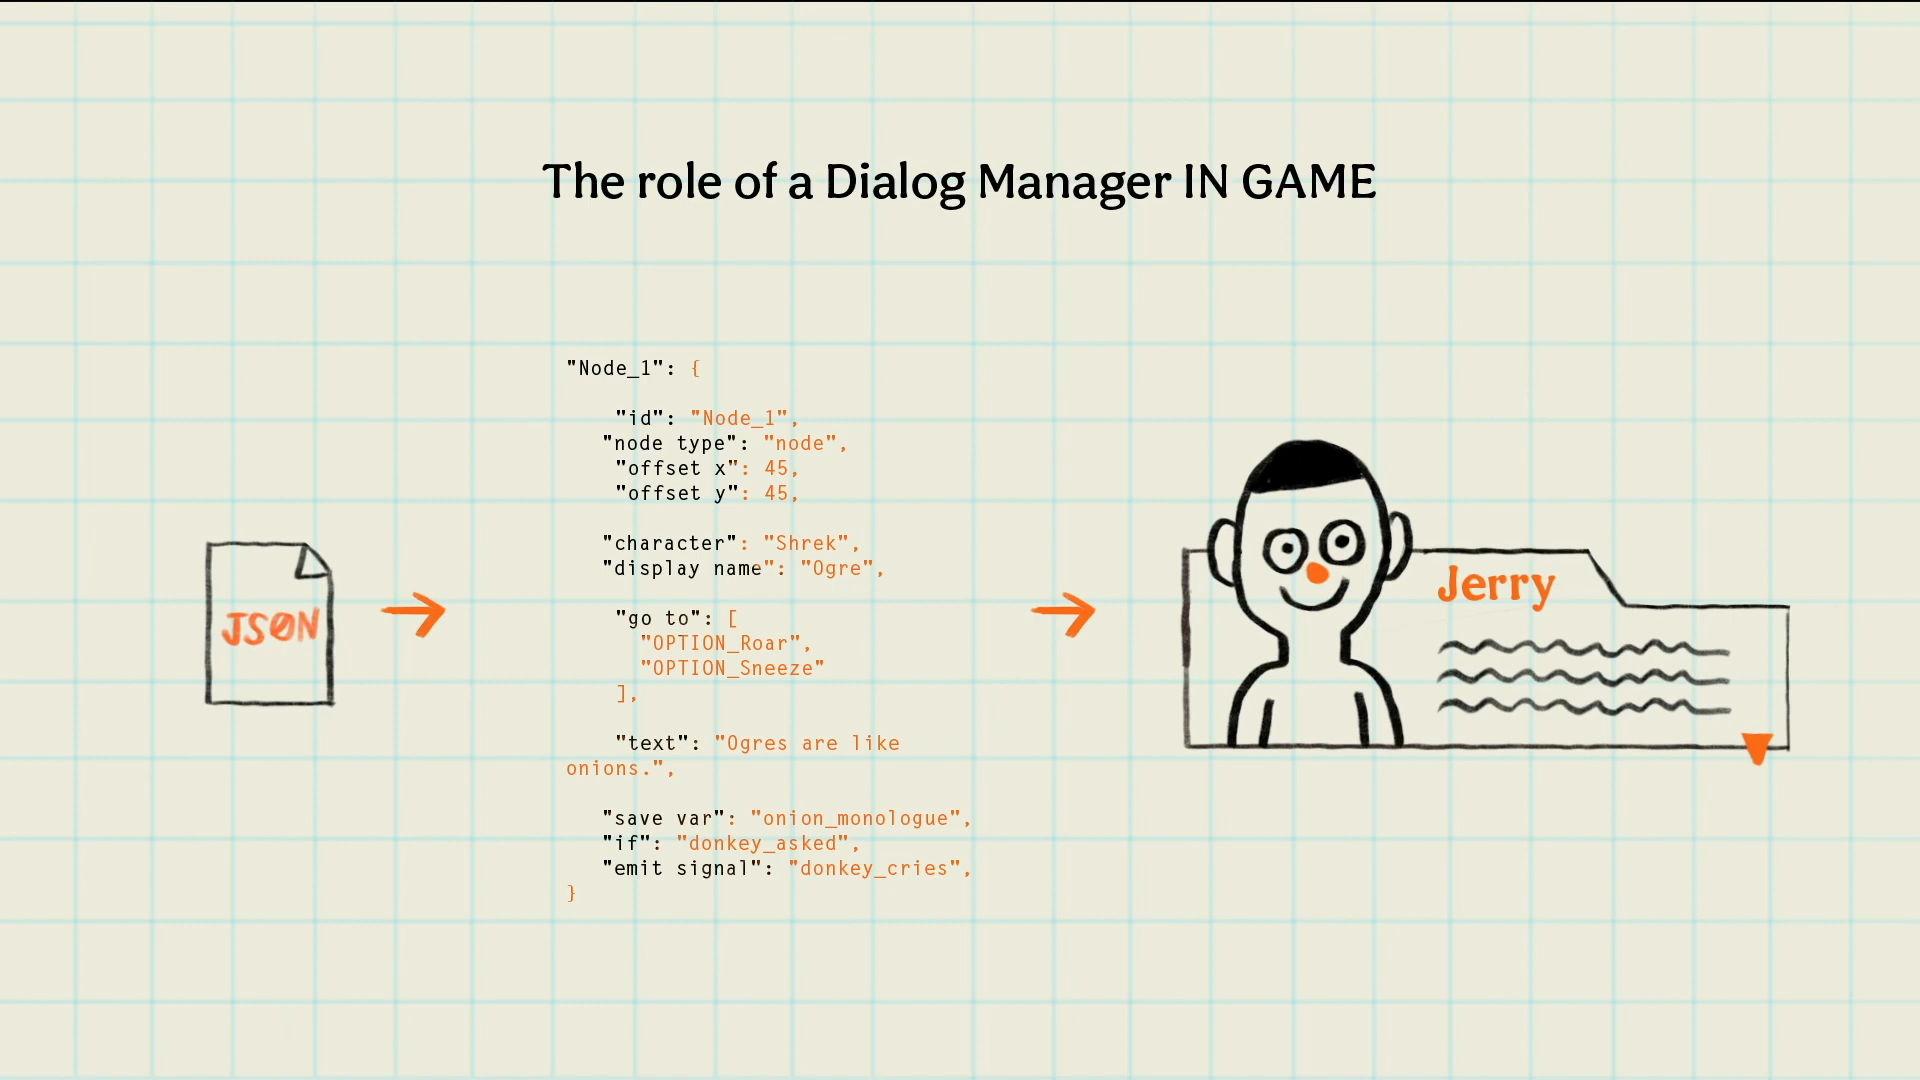 The role of a Dialog Manager IN GAME
JSON
"Node_1": {
"id": "Node_1",
"node type": "node",
"offset x": 45,
"offset y": 45,
"character": "Shrek",
"display name": "Ogre",
"go to": [
"OPTION_Roar",
"OPTION_Sneeze"
],
"text": "Ogres are like
onions.",
"save var": "onion_monologue",
"if": "donkey_asked",
"emit signal": "donkey_cries",
}
Jerry